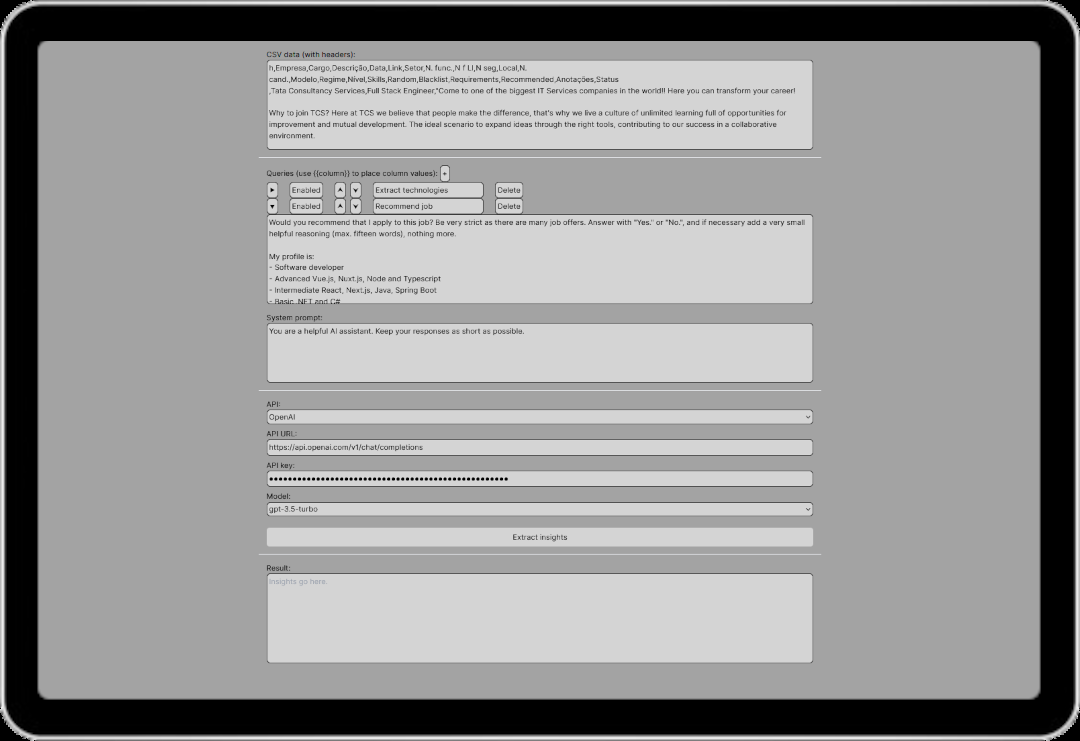 CSV data (with headers):
h,Empresa,Cargo,Descrição,Data,Link,Setor,N. func.,N f LI,N seg,Local,N.
cand.,Modelo,Regime,Nível,Skills,Random,Blacklist,Requirements,Recommended,Anotações,Status
,Tata Consultancy Services,Full Stack Engineer,"Come to one of the biggest IT Services companies in the world!! Here you can transform your career!
Why to join TCS? Here at TCS we believe that people make the difference, that's why we live a culture of unlimited learning full of opportunities for
improvement and mutual development. The ideal scenario to expand ideas through the right tools, contributing to our success in a collaborative
environment.
Queries (use {{column}} to place column values): +
Enabled Extract technologies Delete
Enabled Recommend job Delete
Would you recommend that I apply to this job? Be very strict as there are many job offers. Answer with "Yes." or "No.", and if necessary add a very small
helpful reasoning (max. fifteen words), nothing more.
My profile is:
- Software developer
- Advanced Vue.js, Nuxt.js, Node and Typescript
- Intermediate React, Next.js, Java, Spring Boot
- Basic .NET and C#
System prompt:
You are a helpful AI assistant. Keep your responses as short as possible.
API:
OpenAI
API URL:
https://api.openai.com/v1/chat/completions
API key:
Model:
gpt-3.5-turbo
Extract insights
Result:
Insights go here.